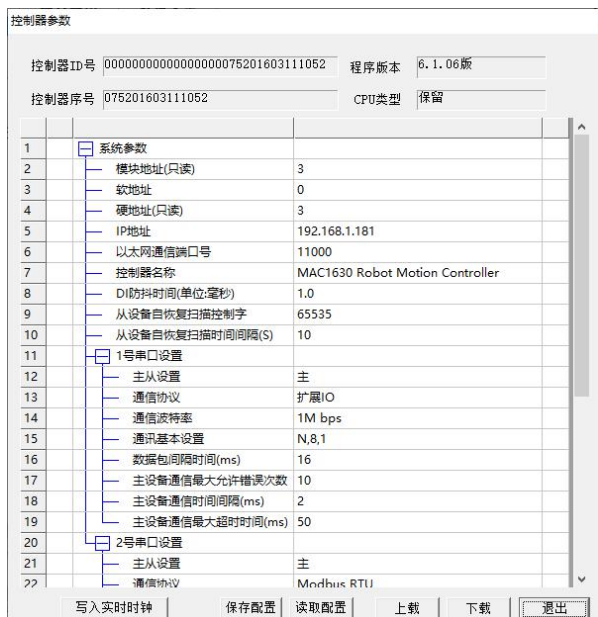 控制器参数
控制器ID号 00000000000000000075201603111052 程序版本 6.1.06版
控制器序号 075201603111052 CPU类型 保留
1 系统参数
2 模块地址(只读) 3
3 软地址 0
4 硬地址(只读) 3
5 IP地址 192.168.1.181
6 以太网通信端口号 11000
7 控制器名称 MAC1630 Robot Motion Controller
8 DI防抖时间(单位:毫秒) 1.0
9 从设备自恢复扫描控制字 65535
10 从设备自恢复扫描时间间隔(S) 10
11 1号串口设置
12 主从设置 主
13 通信协议 扩展IO
14 通信波特率 1M bps
15 通讯基本设置 N,8,1
16 数据包间隔时间(ms) 16
17 主设备通信最大允许错误次数 10
18 主设备通信时间间隔(ms) 2
19 主设备通信最大超时时间(ms) 50
20 2号串口设置
21 主从设置 主
22 通信协议 Modbus RTU
写入实时时钟 保存配置 读取配置 上载 下载 退出